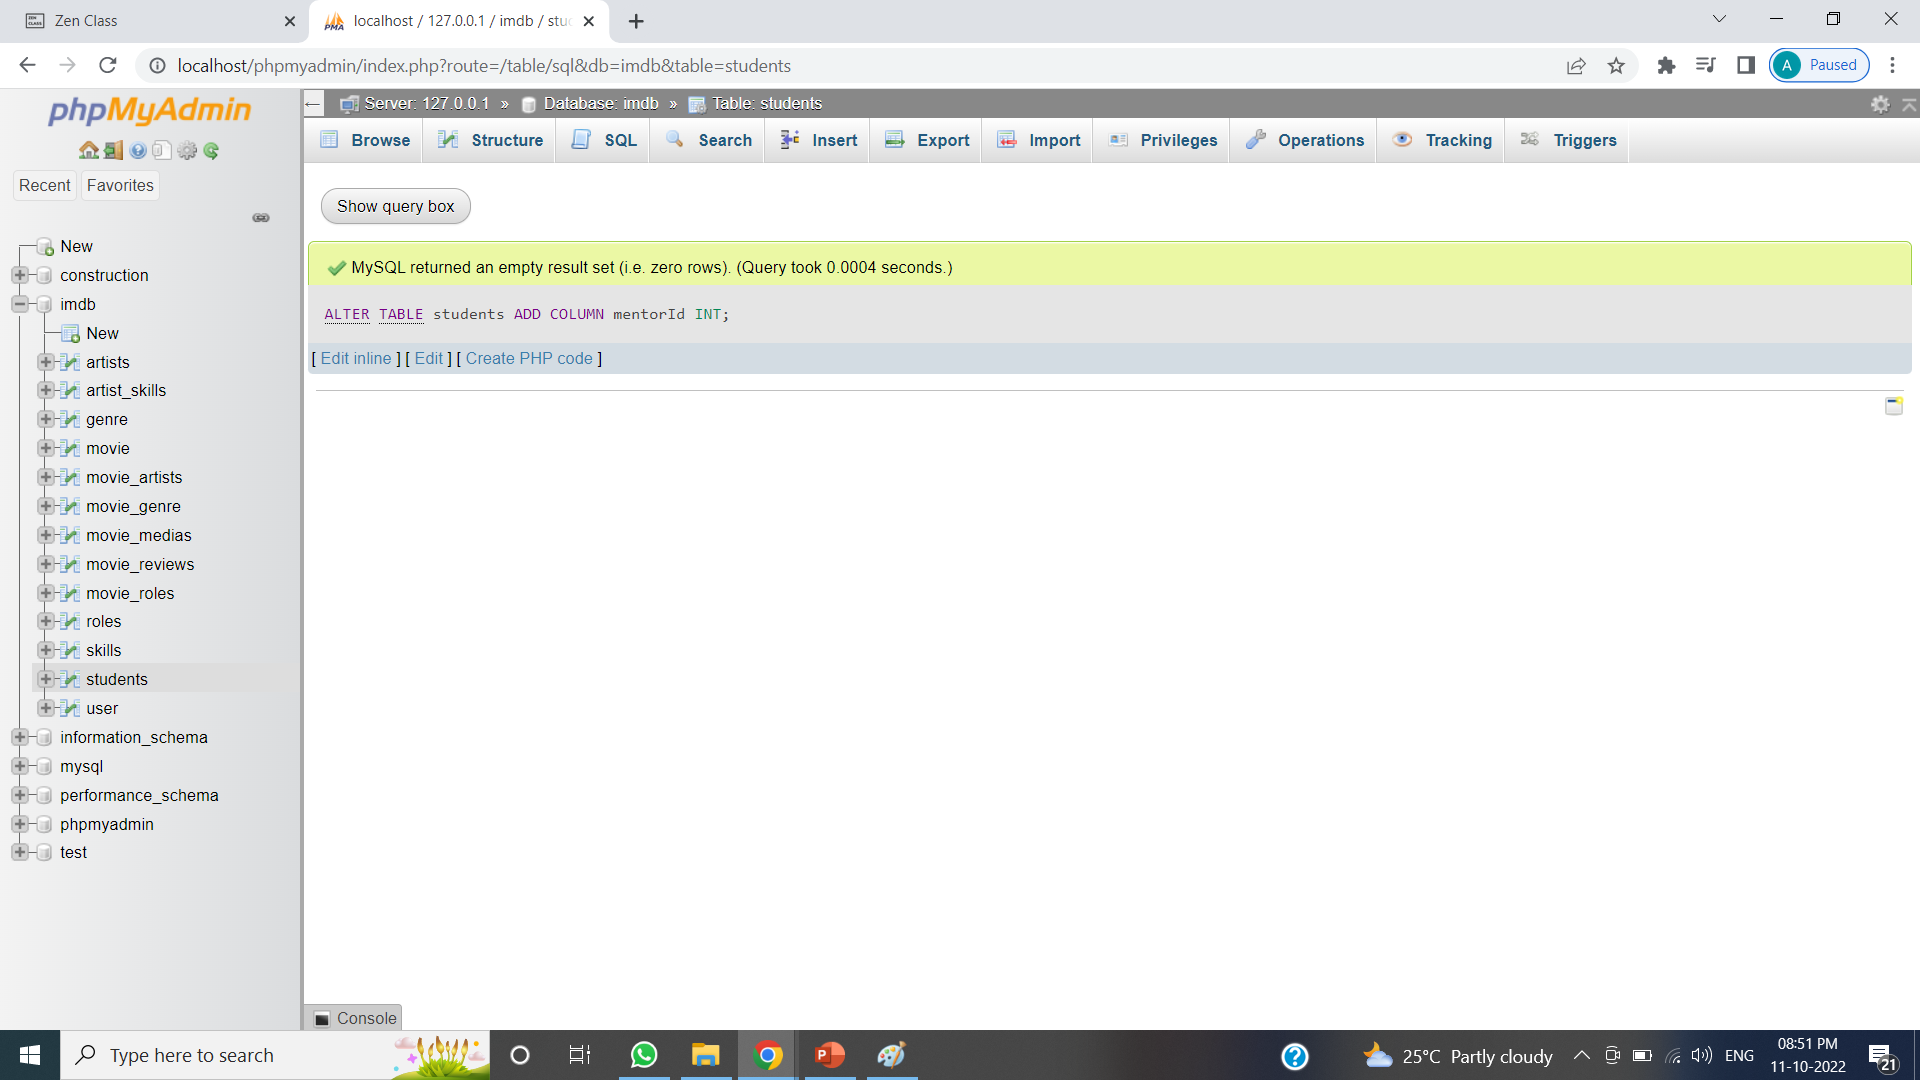 Zen Class
localhost / 127.0.0.1 / imdb / stud
localhost/phpmyadmin/index.php?route=/table/sql&db=imdb&table=students
A Paused
phpMyAdmin
Recent Favorites
New
construction
imdb
New
artists
artist_skills
genre
movie
movie_artists
movie_genre
movie_medias
movie_reviews
movie_roles
roles
skills
students
user
information_schema
mysql
performance_schema
phpmyadmin
test
Server: 127.0.0.1 » Database: imdb » Table: students
Browse Structure SQL Search Insert Export Import Privileges Operations Tracking Triggers
Show query box
MySQL returned an empty result set (i.e. zero rows). (Query took 0.0004 seconds.)
ALTER TABLE students ADD COLUMN mentorId INT;
[ Edit inline ] [ Edit ] [ Create PHP code ]
Console
Type here to search
25°C Partly cloudy
ENG
08:51 PM
11-10-2022
21